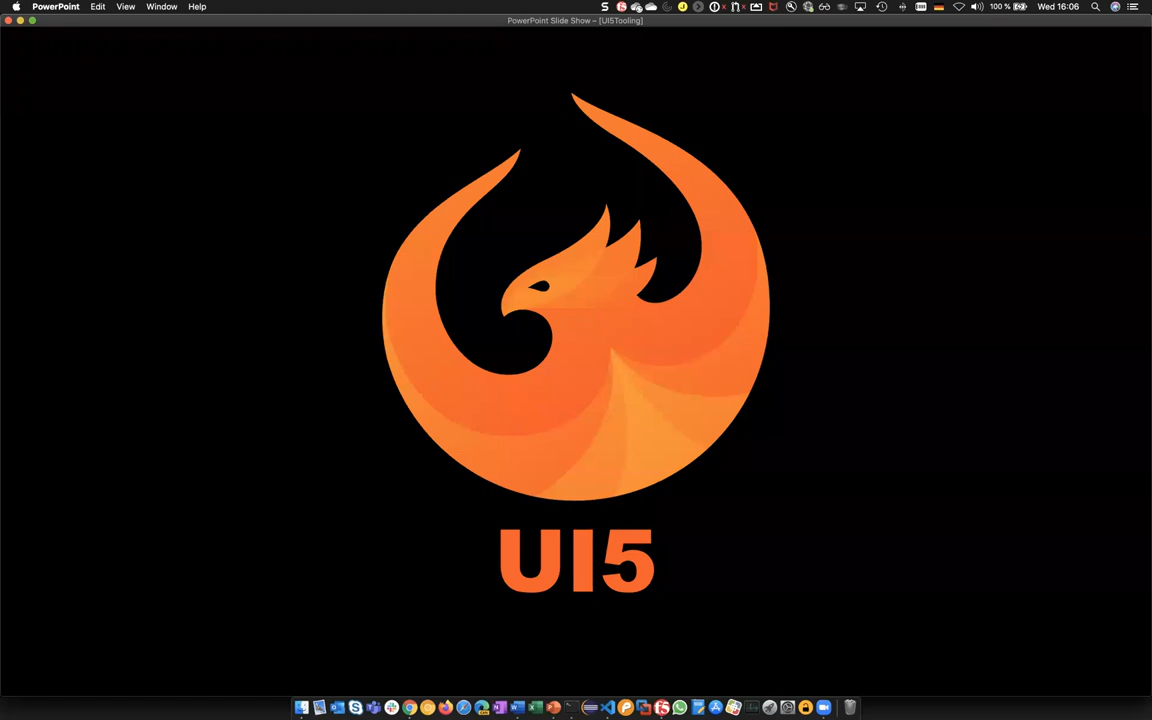 PowerPoint Edit View Window Help 100 % Wed 16:06
PowerPoint Slide Show – [UI5Tooling]
UI5